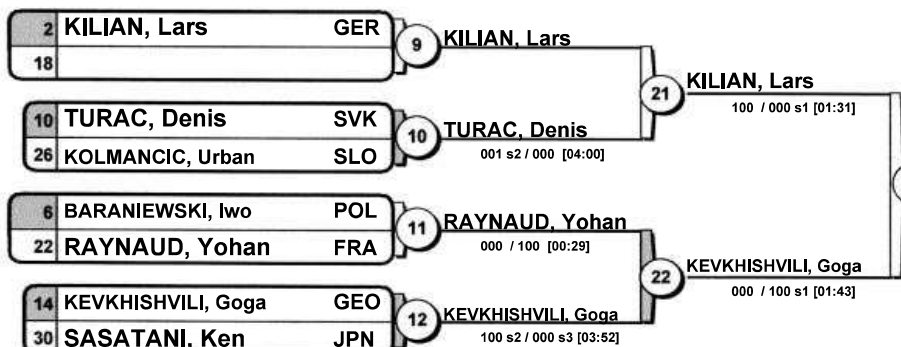 2 KILIAN, Lars GER
18
9
KILIAN, Lars
10 TURAC, Denis SVK
26 KOLMANCIC, Urban SLO
10
TURAC, Denis
001 s2 / 000 [04:00]
21
KILIAN, Lars
100 / 000 s1 [01:31]
6 BARANIEWSKI, Iwo POL
22 RAYNAUD, Yohan FRA
11
RAYNAUD, Yohan
000 / 100 [00:29]
14 KEVKHISHVILI, Goga GEO
30 SASATANI, Ken JPN
12
KEVKHISHVILI, Goga
100 s2 / 000 s3 [03:52]
22
KEVKHISHVILI, Goga
000 / 100 s1 [01:43]